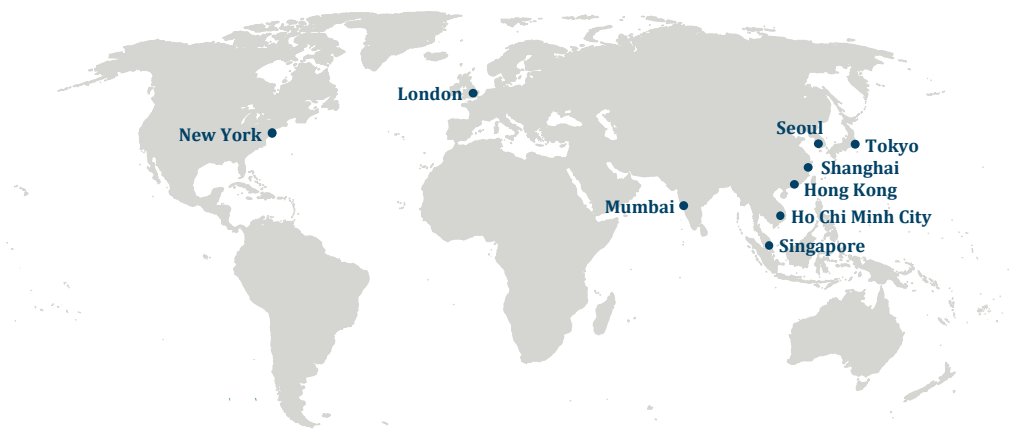 London
New York
Seoul
Tokyo
Shanghai
Hong Kong
Mumbai
Ho Chi Minh City
Singapore